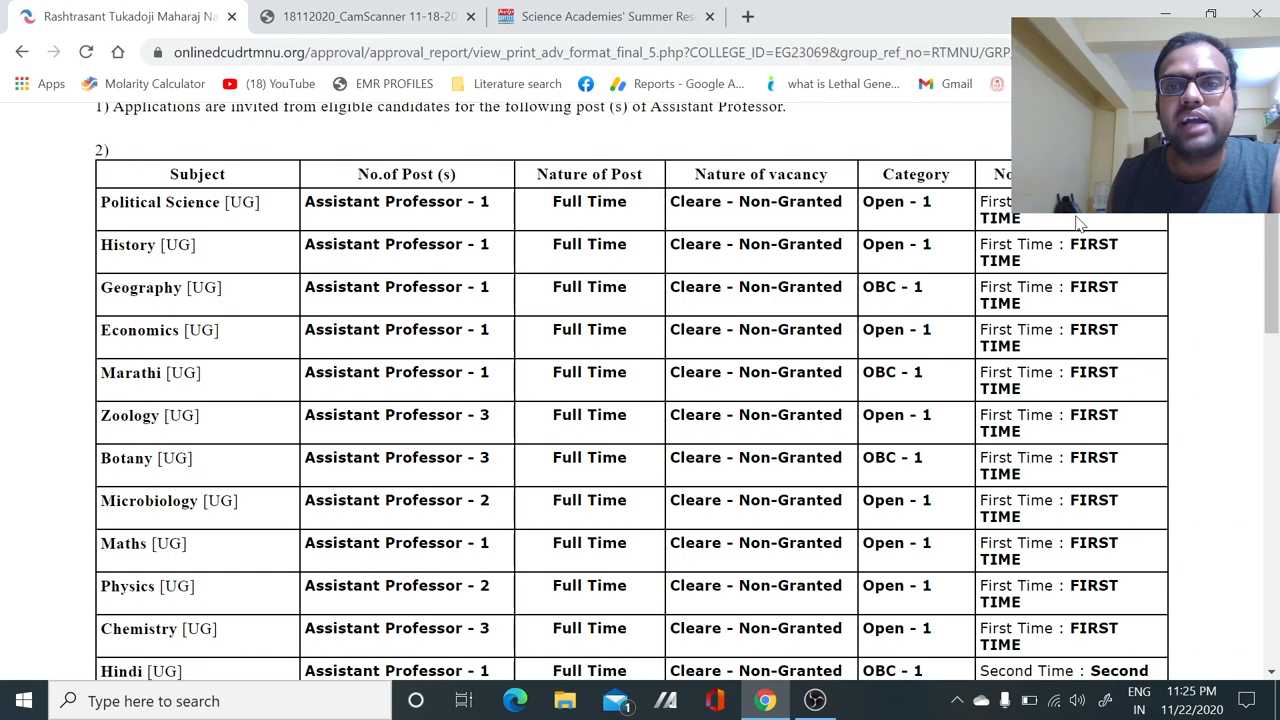 Rashtrasant Tukadoji Maharaj Na
18112020_CamScanner 11-18-20
Science Academies' Summer Res
onlinedcudrtmnu.org/approval/approval_report/view_print_adv_format_final_5.php?COLLEGE_ID=EG23069&group_ref_no=RTMNU/GRP
Apps Molarity Calculator (18) YouTube EMR PROFILES Literature search Reports - Google A... what is Lethal Gene... Gmail
1) Applications are invited from eligible candidates for the following post (s) of Assistant Professor.
2)
Subject No.of Post (s) Nature of Post Nature of vacancy Category No
Political Science [UG] Assistant Professor - 1 Full Time Cleare - Non-Granted Open - 1 First
TIME
History [UG] Assistant Professor - 1 Full Time Cleare - Non-Granted Open - 1 First Time : FIRST
TIME
Geography [UG] Assistant Professor - 1 Full Time Cleare - Non-Granted OBC - 1 First Time : FIRST
TIME
Economics [UG] Assistant Professor - 1 Full Time Cleare - Non-Granted Open - 1 First Time : FIRST
TIME
Marathi [UG] Assistant Professor - 1 Full Time Cleare - Non-Granted OBC - 1 First Time : FIRST
TIME
Zoology [UG] Assistant Professor - 3 Full Time Cleare - Non-Granted Open - 1 First Time : FIRST
TIME
Botany [UG] Assistant Professor - 3 Full Time Cleare - Non-Granted OBC - 1 First Time : FIRST
TIME
Microbiology [UG] Assistant Professor - 2 Full Time Cleare - Non-Granted Open - 1 First Time : FIRST
TIME
Maths [UG] Assistant Professor - 1 Full Time Cleare - Non-Granted Open - 1 First Time : FIRST
TIME
Physics [UG] Assistant Professor - 2 Full Time Cleare - Non-Granted Open - 1 First Time : FIRST
TIME
Chemistry [UG] Assistant Professor - 3 Full Time Cleare - Non-Granted Open - 1 First Time : FIRST
TIME
Hindi [UG] Assistant Professor - 1 Full Time Cleare - Non-Granted OBC - 1 Second Time : Second
Type here to search
1
ENG
IN
11:25 PM
11/22/2020